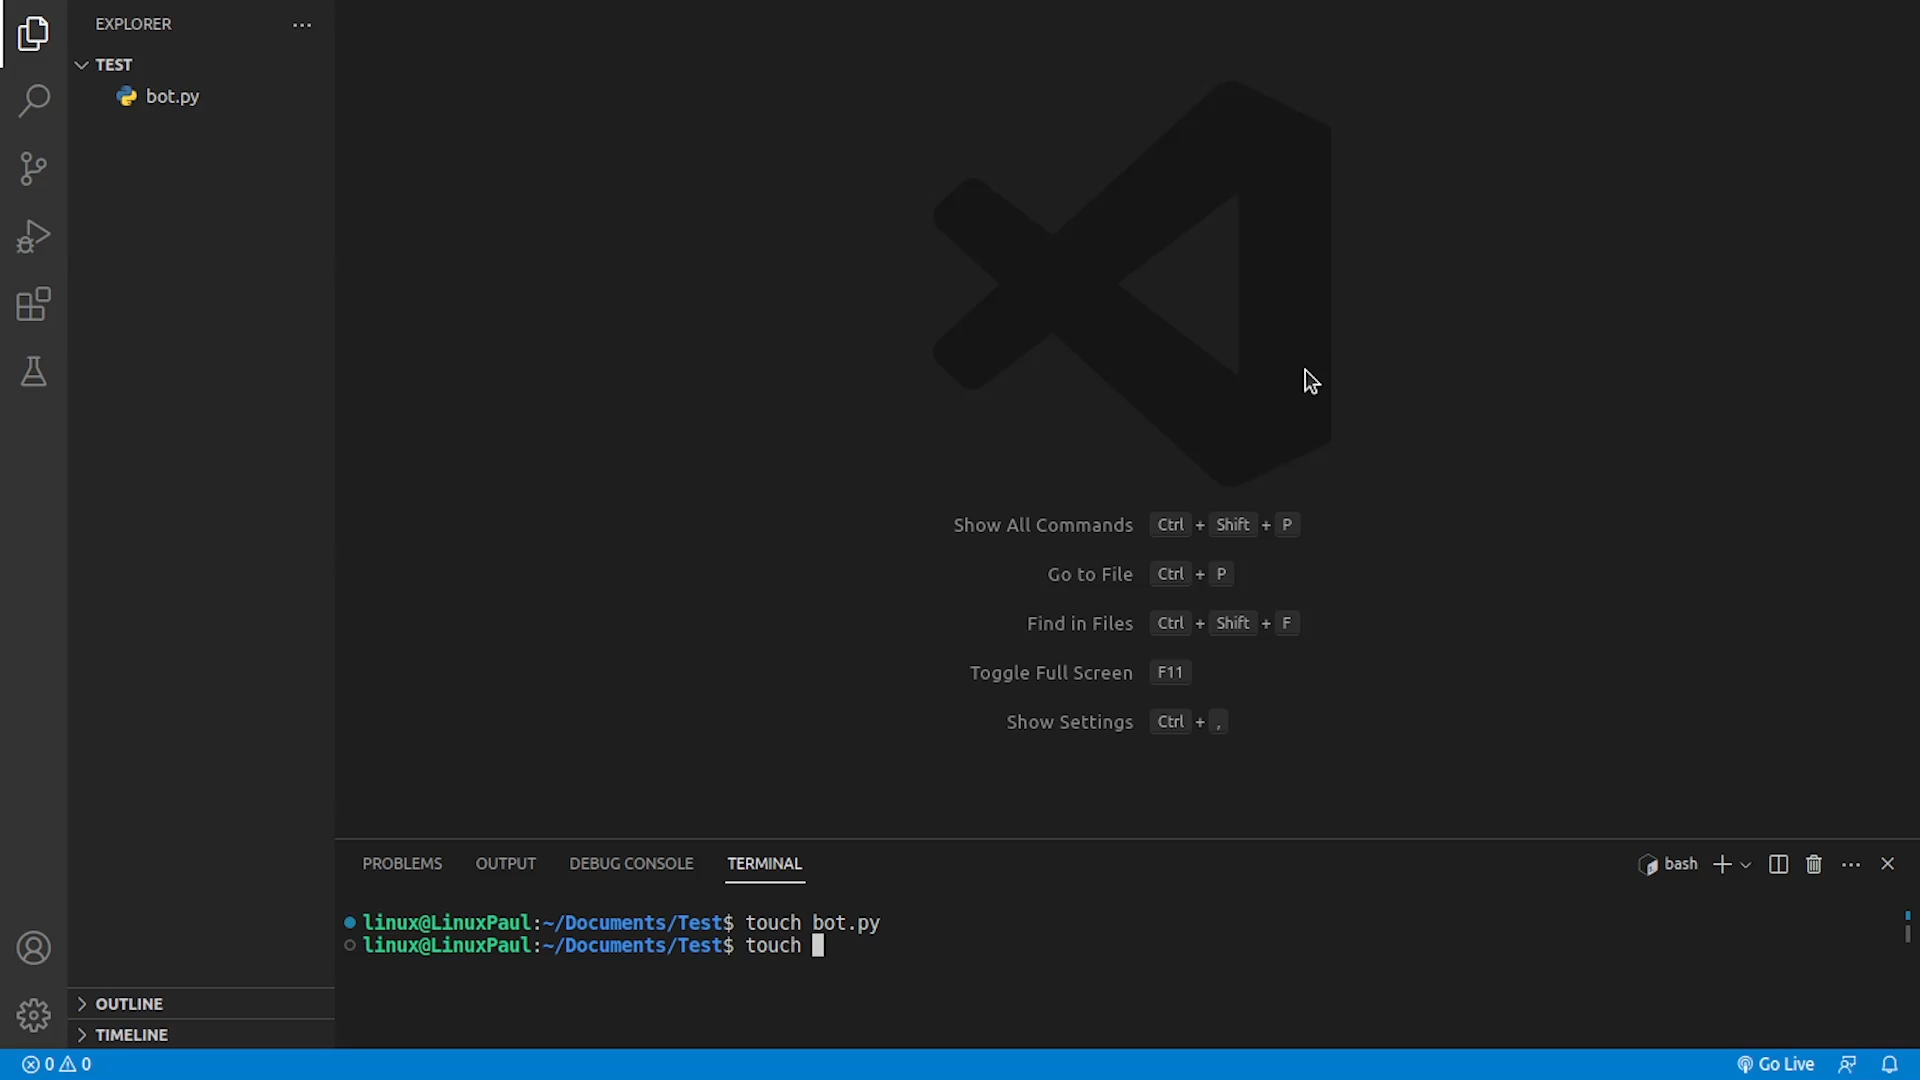 EXPLORER
TEST
bot.py
Show All Commands Ctrl + Shift + P
Go to File Ctrl + P
Find in Files Ctrl + Shift + F
Toggle Full Screen F11
Show Settings Ctrl + ,
PROBLEMS OUTPUT DEBUG CONSOLE TERMINAL bash
linux@LinuxPaul:~/Documents/Test$ touch bot.py
linux@LinuxPaul:~/Documents/Test$ touch
OUTLINE
TIMELINE
0 0 Go Live